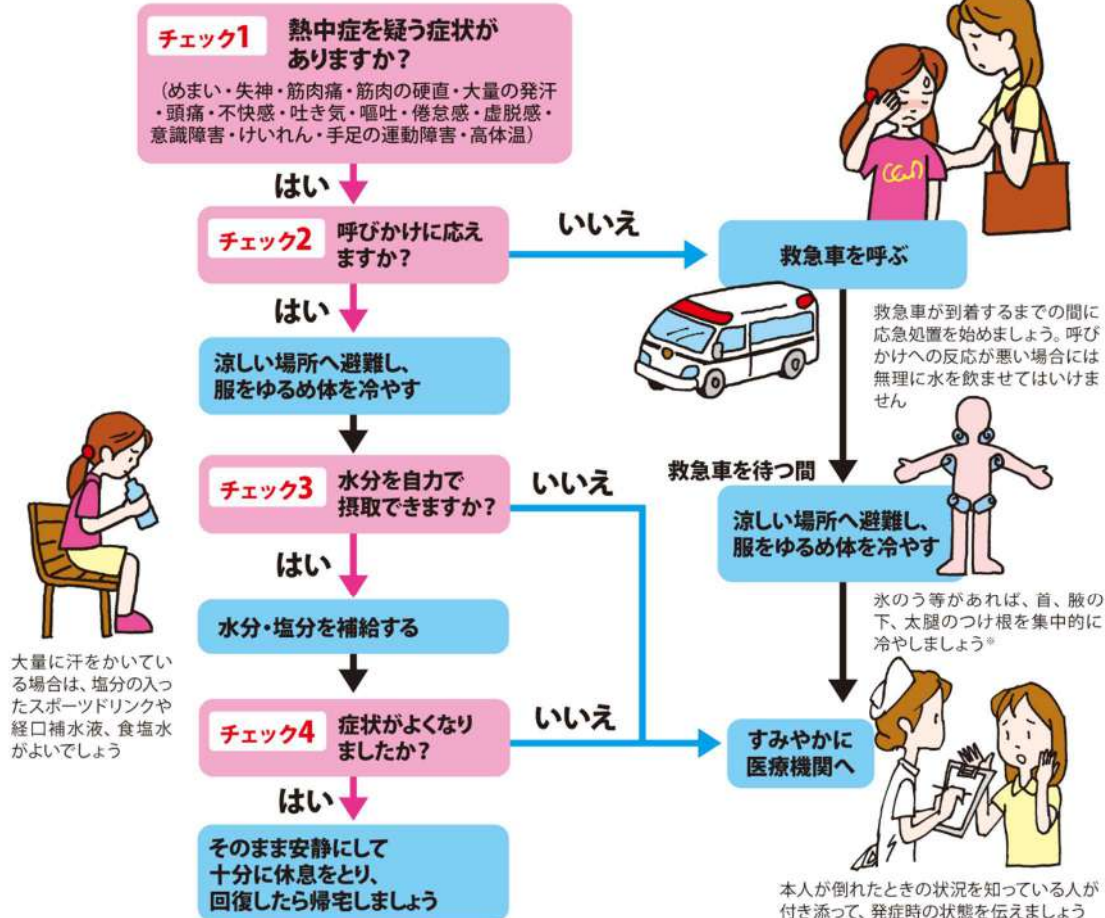 チェック1
熱中症を疑う症状が
ありますか？
（めまい・失神・筋肉痛・筋肉の硬直・大量の発汗
・頭痛・不快感・吐き気・嘔吐・倦怠感・虚脱感・
意識障害・けいれん・手足の運動障害・高体温）
はい
チェック2
呼びかけに応え
ますか？
いいえ
救急車を呼ぶ
救急車が到着するまでの間に
応急処置を始めましょう。呼び
かけへの反応が悪い場合には
無理に水を飲ませてはいけま
せん
はい
涼しい場所へ避難し、
服をゆるめ体を冷やす
救急車を待つ間
涼しい場所へ避難し、
服をゆるめ体を冷やす
氷のう等があれば、首、腋の
下、太腿のつけ根を集中的に
冷やしましょう※
チェック3
水分を自力で
摂取できますか？
いいえ
はい
水分・塩分を補給する
大量に汗をかいてい
る場合は、塩分の入っ
たスポーツドリンクや
経口補水液、食塩水
がよいでしょう
チェック4
症状がよくなり
ましたか？
いいえ
すみやかに
医療機関へ
はい
そのまま安静にして
十分に休息をとり、
回復したら帰宅しましょう
本人が倒れたときの状況を知っている人が
付き添って、発症時の状態を伝えましょう